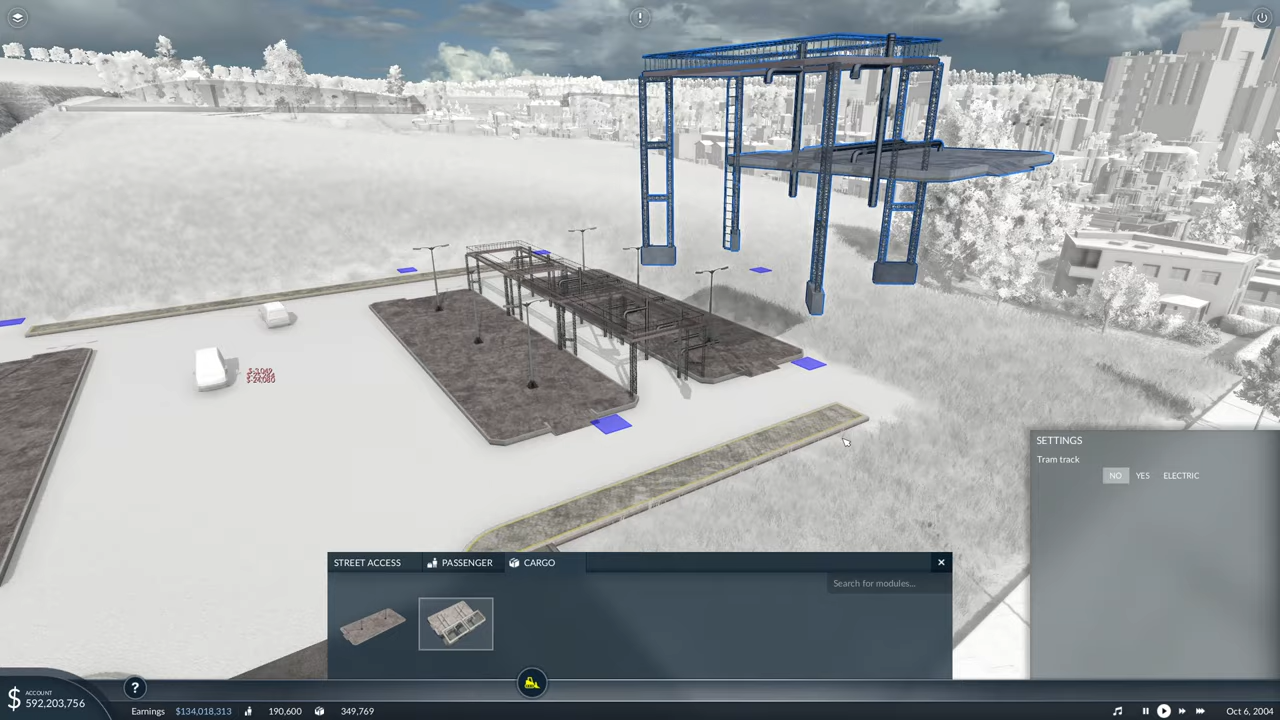 SETTINGS
Tram track
NO YES ELECTRIC
STREET ACCESS PASSENGER CARGO
Search for modules...
$ ACCOUNT
592,203,756
?
Earnings $134,018,313 190,600 349,769
Oct 6, 2004